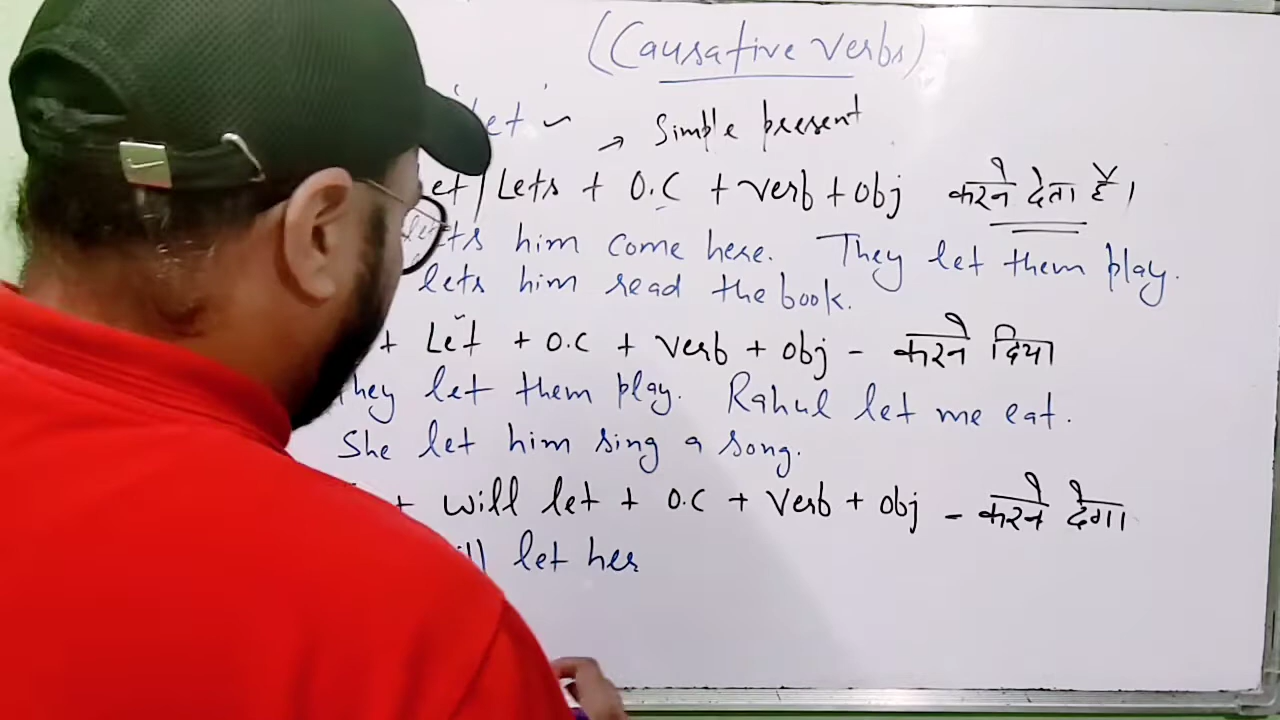 (Causative Verbs)
→ Simple present
Lets + O.C + verb + obj करने देता है।
him come here. They let them play.
lets him read the book.
+ Let + O.C + verb + obj - करने दिया
let them play. Rahul let me eat.
She let him sing a song.
+ will let + O.C + verb + obj - करने देगा
let her